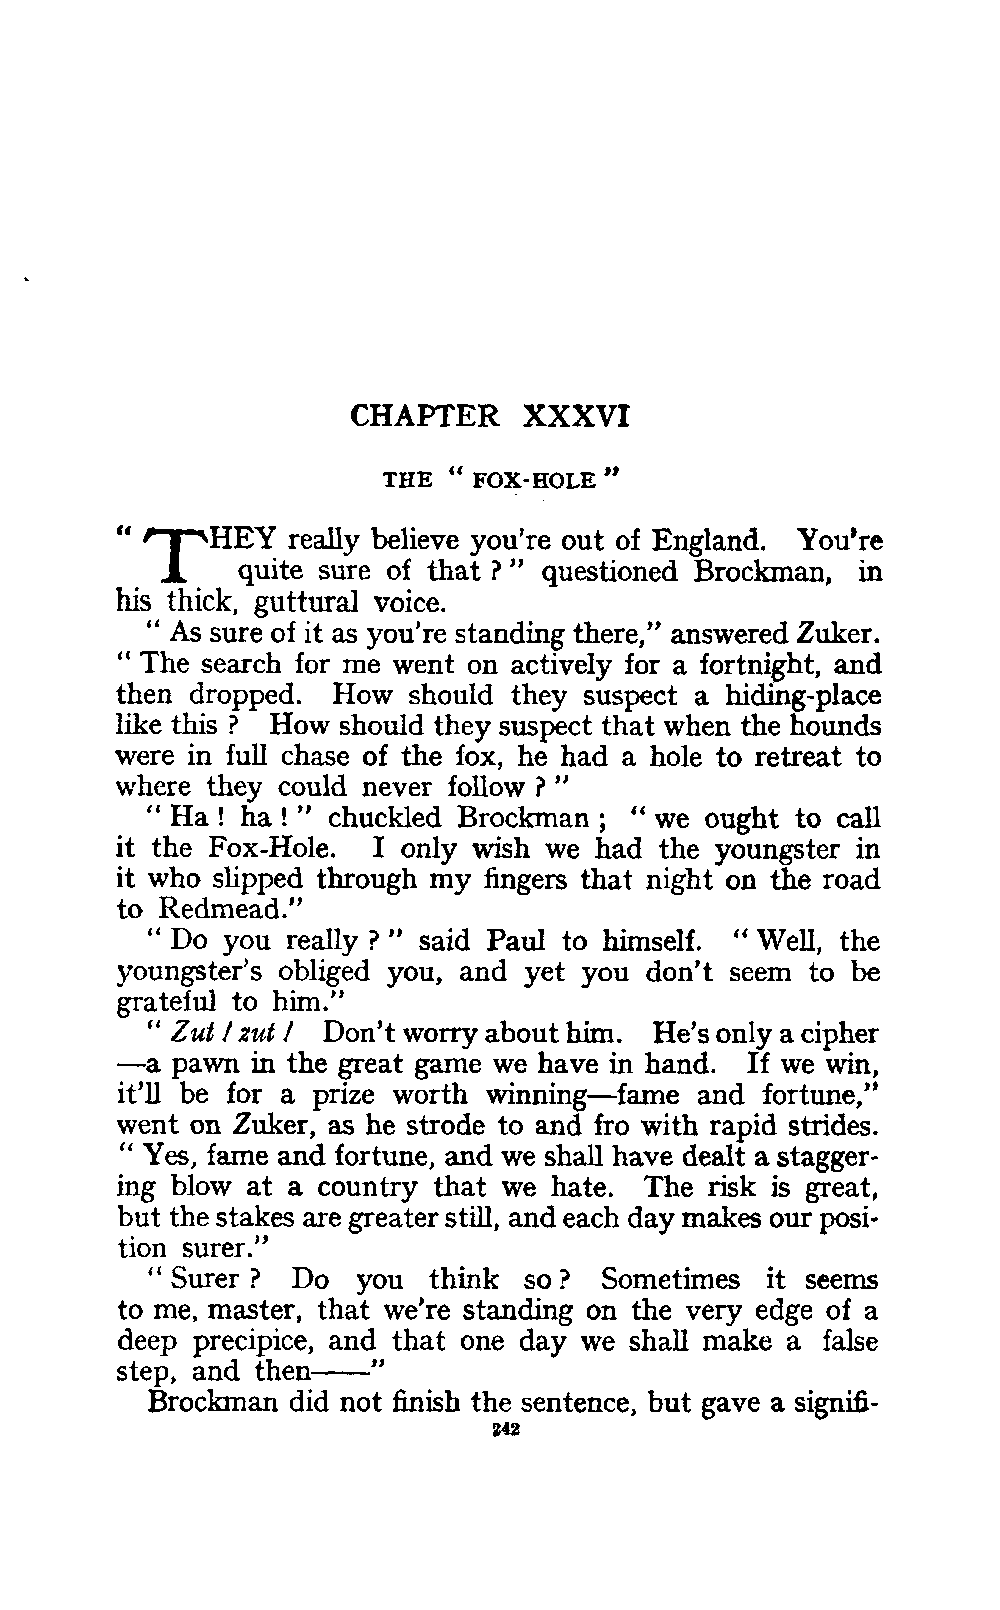 CHAPTER XXXVI
THE “ FOX-HOLE ”
“ THEY really believe you're out of England. You're
quite sure of that ? ” questioned Brockman, in
his thick, guttural voice.
“ As sure of it as you're standing there,” answered Zuker.
“ The search for me went on actively for a fortnight, and
then dropped. How should they suspect a hiding-place
like this ? How should they suspect that when the hounds
were in full chase of the fox, he had a hole to retreat to
where they could never follow ? ”
“ Ha ! ha ! ” chuckled Brockman ; “ we ought to call
it the Fox-Hole. I only wish we had the youngster in
it who slipped through my fingers that night on the road
to Redmead.”
“ Do you really ? ” said Paul to himself. “ Well, the
youngster's obliged you, and yet you don't seem to be
grateful to him.”
“ Zut ! zut ! Don't worry about him. He's only a cipher
—a pawn in the great game we have in hand. If we win,
it'll be for a prize worth winning—fame and fortune,”
went on Zuker, as he strode to and fro with rapid strides.
“ Yes, fame and fortune, and we shall have dealt a stagger-
ing blow at a country that we hate. The risk is great,
but the stakes are greater still, and each day makes our posi-
tion surer.”
“ Surer ? Do you think so ? Sometimes it seems
to me, master, that we're standing on the very edge of a
deep precipice, and that one day we shall make a false
step, and then——”
Brockman did not finish the sentence, but gave a signifi-
242